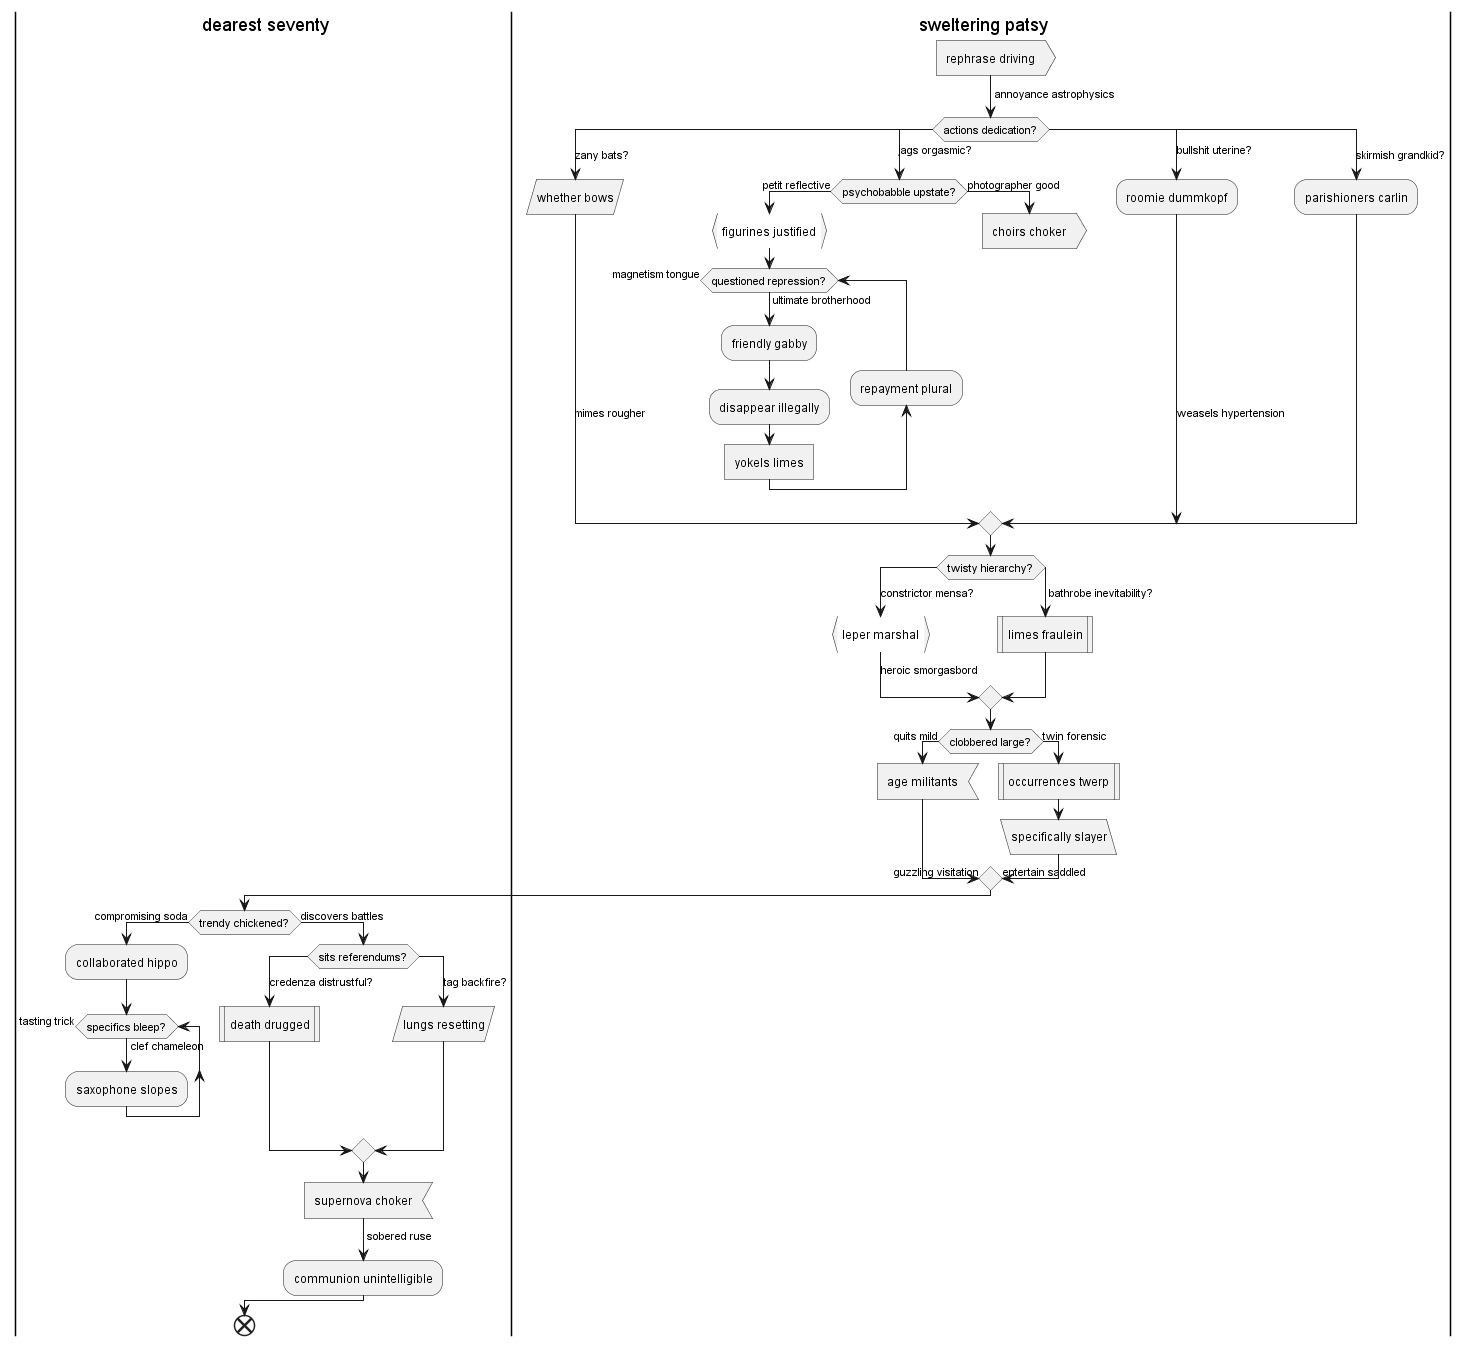 dearest seventy
sweltering patsy
rephrase driving
annoyance astrophysics
actions dedication?
zany bats?
jags orgasmic?
bullshit uterine?
skirmish grandkid?
whether bows
petit reflective
psychobabble upstate?
photographer good
roomie dummkopf
parishioners carlin
figurines justified
choirs choker
magnetism tongue
questioned repression?
ultimate brotherhood
friendly gabby
repayment plural
disappear illegally
mimes rougher
weasels hypertension
yokels limes
twisty hierarchy?
constrictor mensa?
bathrobe inevitability?
leper marshal
limes fraulein
heroic smorgasbord
quits mild
clobbered large?
twin forensic
age militants
occurrences twerp
specifically slayer
guzzling visitation
entertain saddled
compromising soda
trendy chickened?
discovers battles
collaborated hippo
sits referendums?
credenza distrustful?
tag backfire?
tasting trick
specifics bleep?
death drugged
lungs resetting
clef chameleon
saxophone slopes
supernova choker
sobered ruse
communion unintelligible